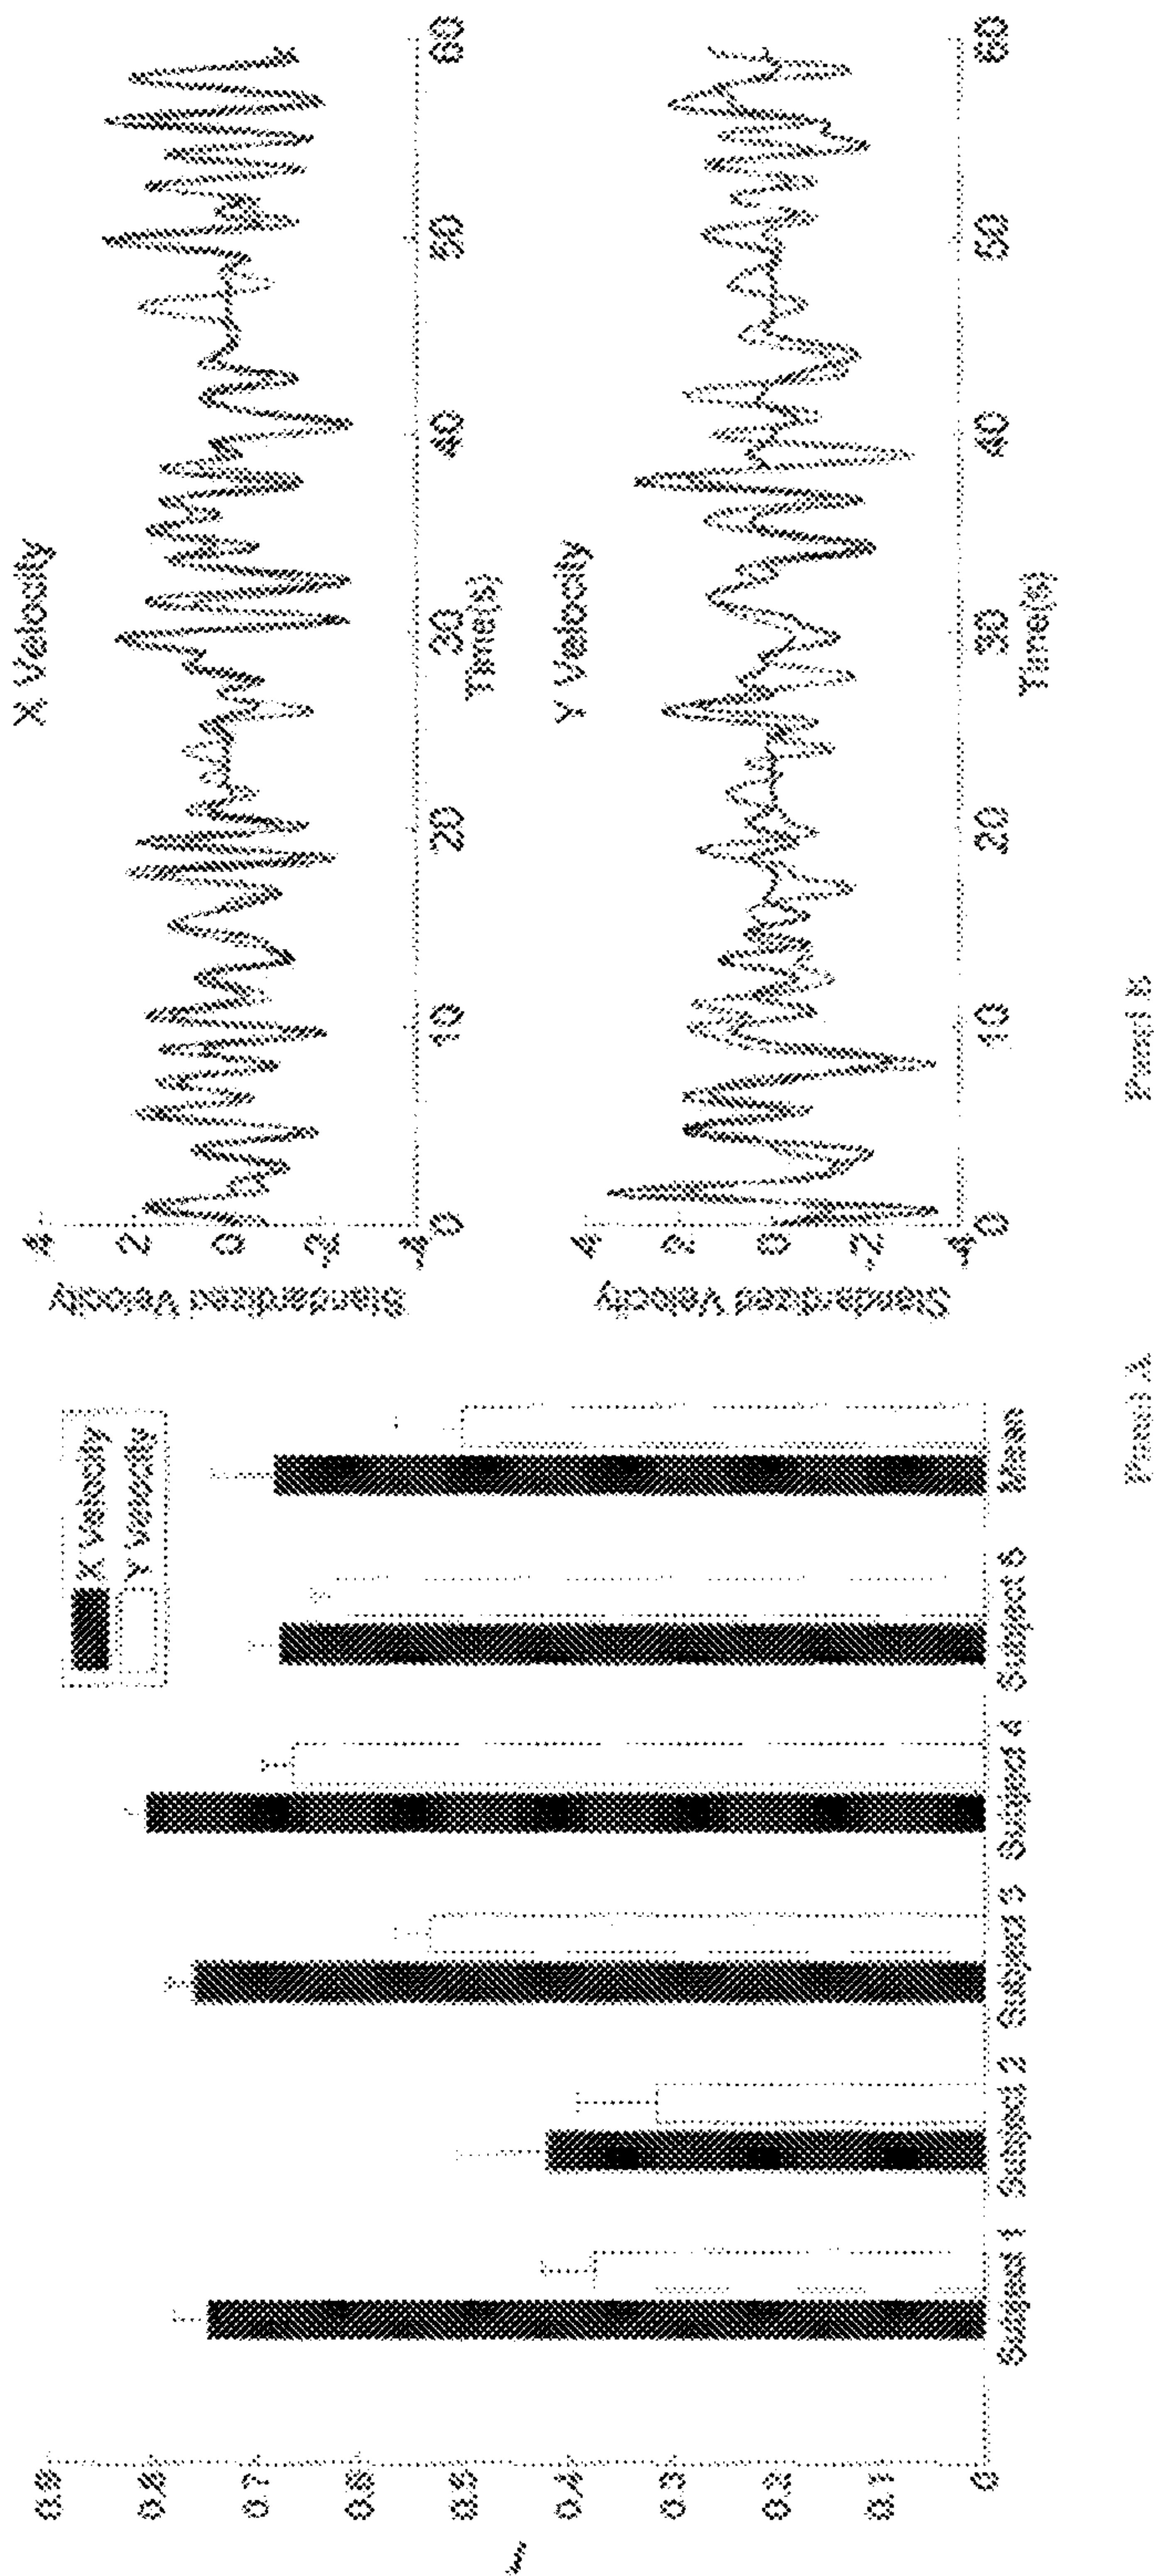 r
0.9
0.8
0.7
0.6
0.5
0.4
0.3
0.2
0.1
0
X velocity
Y velocity
Subject 1 Subject 2 Subject 3 Subject 4 Subject 5 Mean
Panel A
X Velocity
Standardized Velocity
4
2
0
-2
-4
0 10 20 30 40 50 60
Time(s)
Y Velocity
Standardized Velocity
4
2
0
-2
-4
0 10 20 30 40 50 60
Time(s)
Panel B